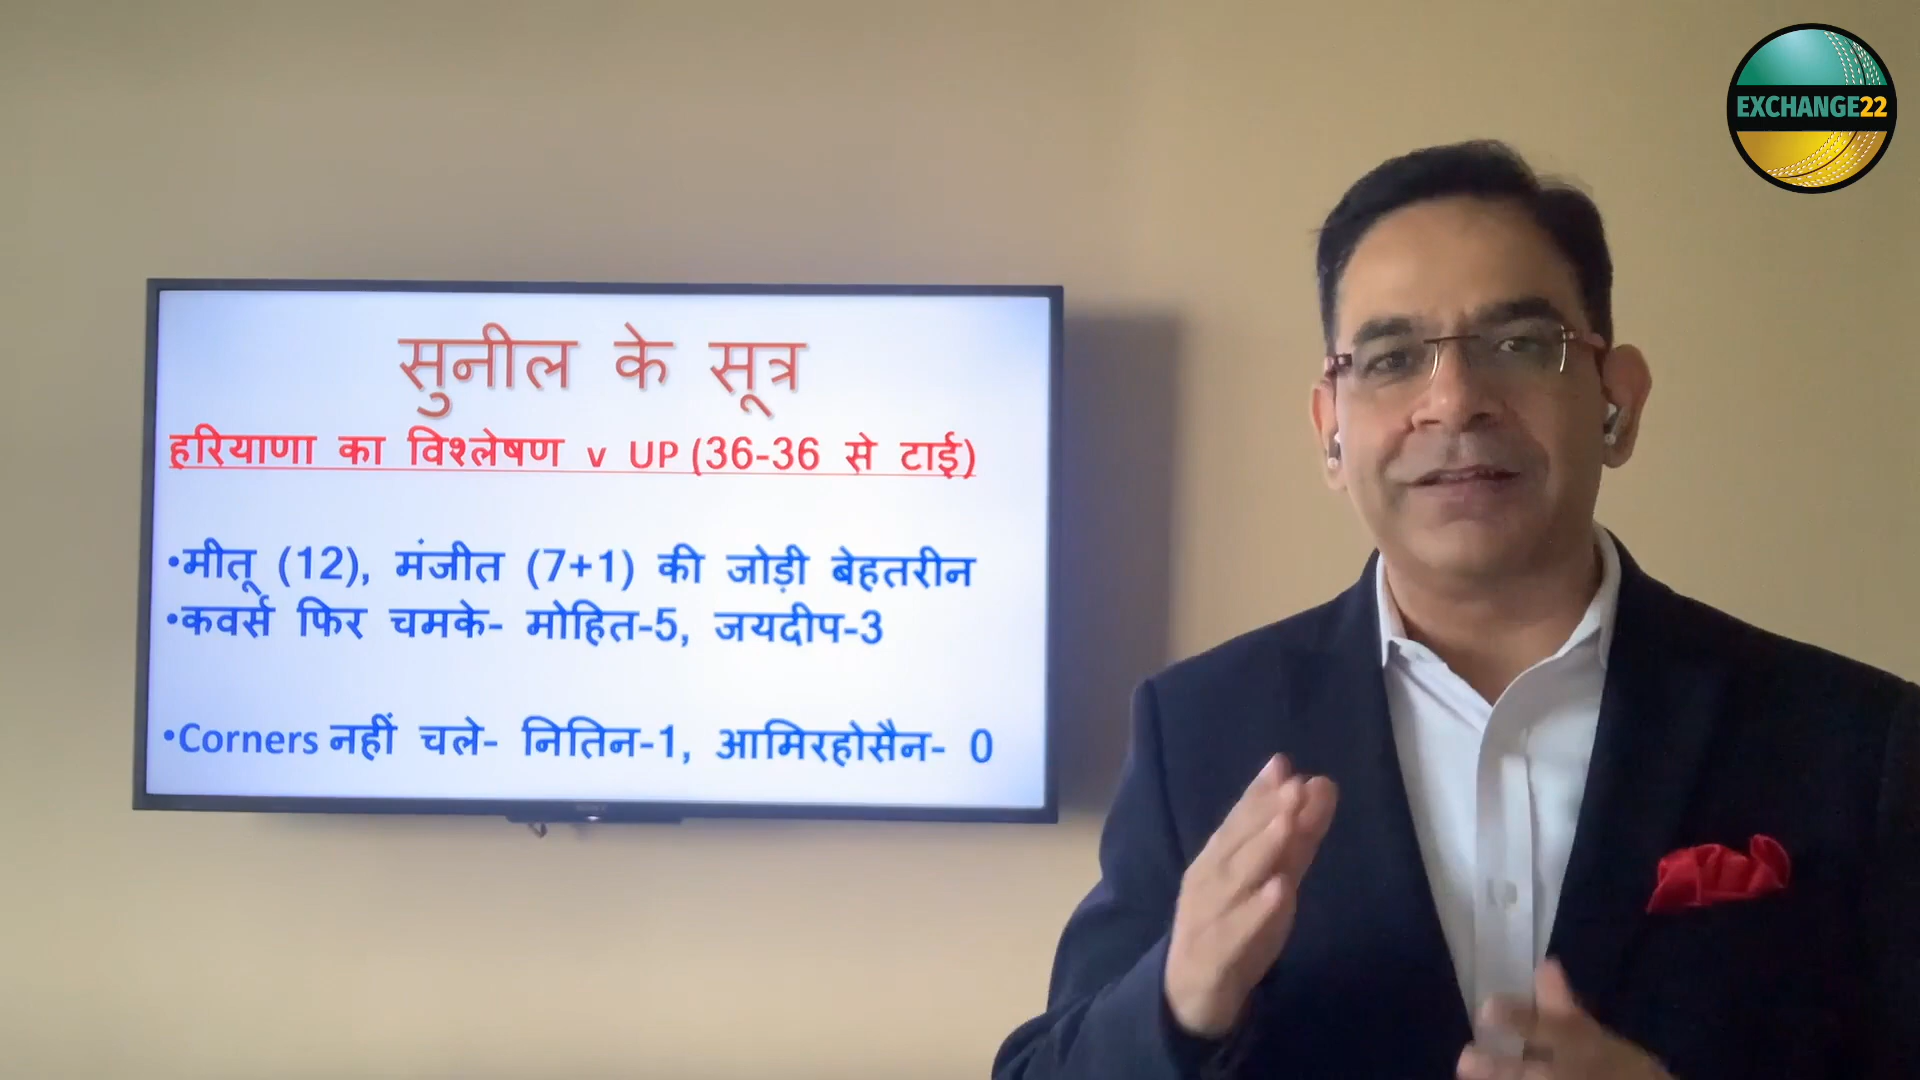 EXCHANGE22
सुनील के सूत्र
हरियाणा का विश्लेषण v UP (36-36 से टाई)
•मीतू (12), मंजीत (7+1) की जोड़ी बेहतरीन
•कवर्स फिर चमके- मोहित-5, जयदीप-3
•Corners नहीं चले- नितिन-1, आमिरहोसैन- 0